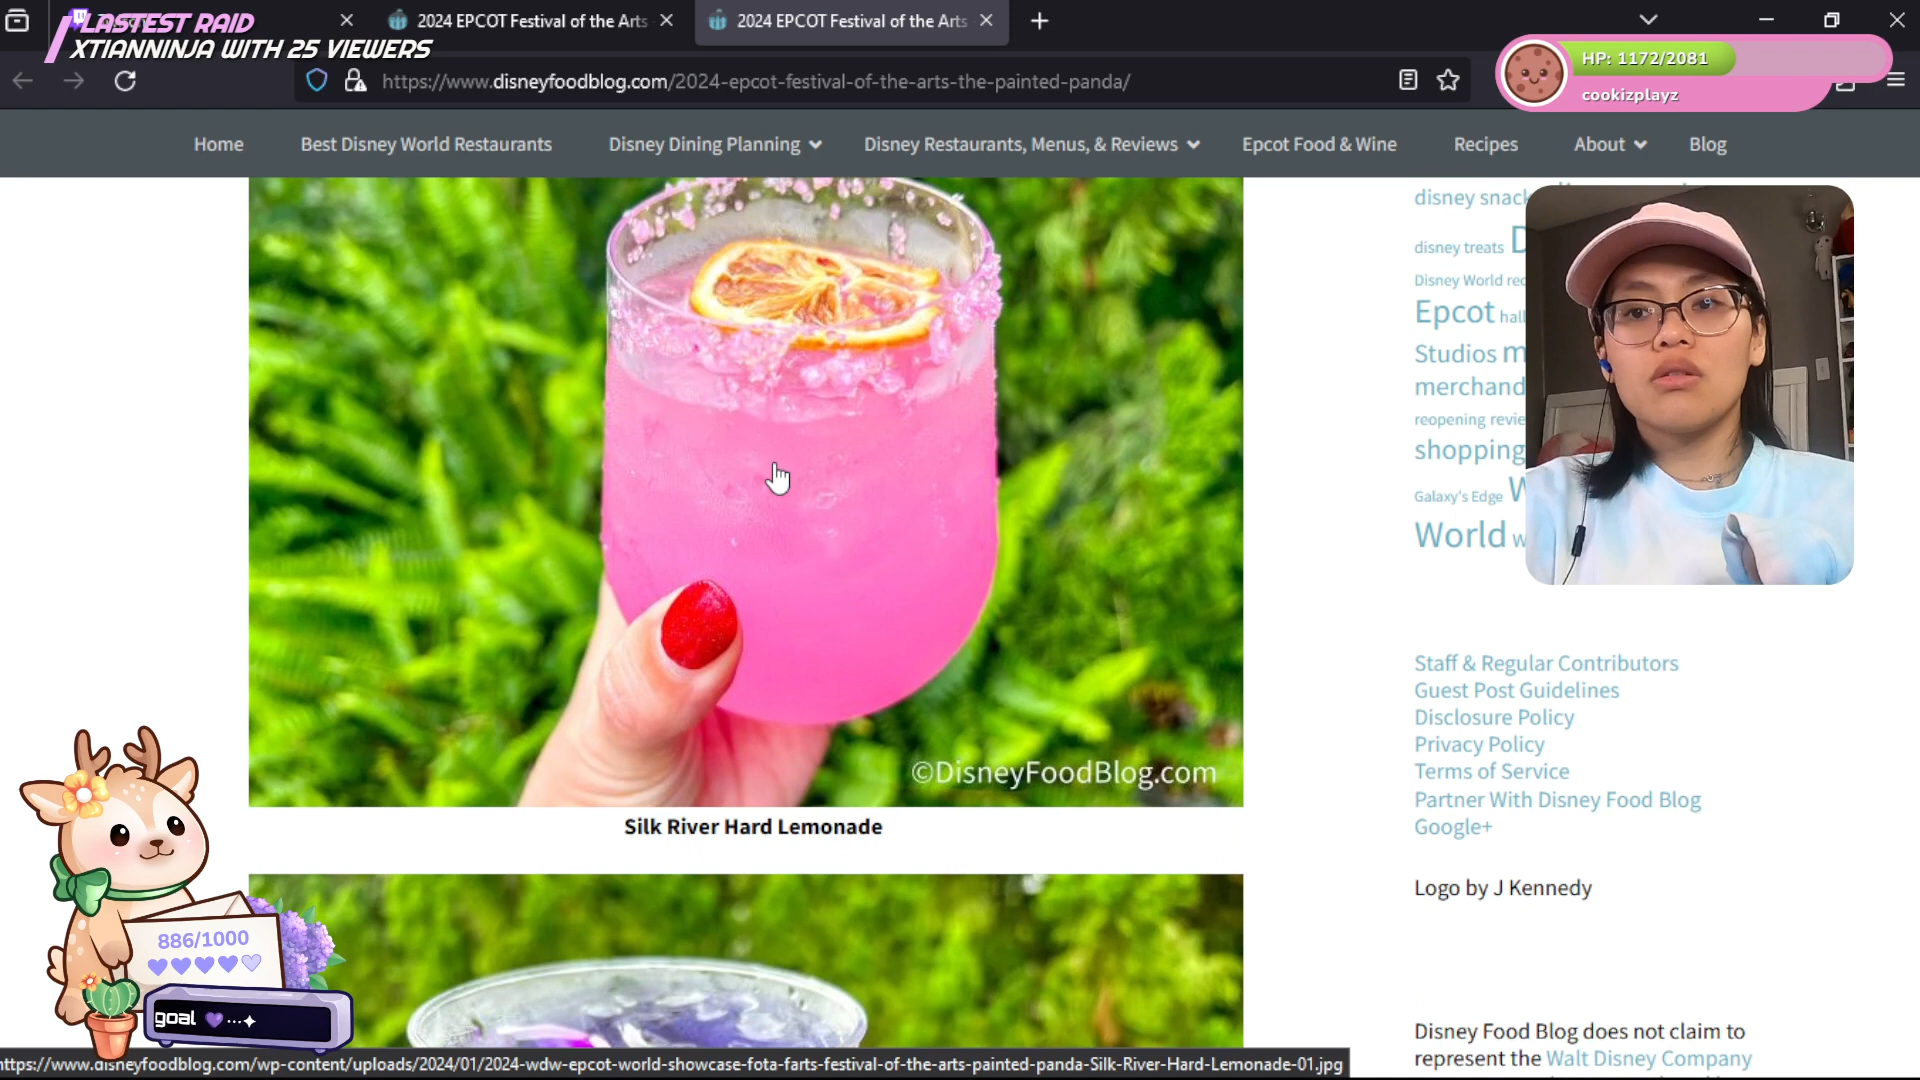 LASTEST RAID
XTIANNINJA WITH 25 VIEWERS
2024 EPCOT Festival of the Arts
2024 EPCOT Festival of the Arts
https://www.disneyfoodblog.com/2024-epcot-festival-of-the-arts-the-painted-panda/
HP: 1172/2081
cookizplayz
Home
Best Disney World Restaurants
Disney Dining Planning
Disney Restaurants, Menus, & Reviews
Epcot Food & Wine
Recipes
About
Blog
disney snack
disney treats D
Disney World rec
Epcot hall
Studios m
merchand
reopening revie
shopping
Galaxy's Edge W
World w
©DisneyFoodBlog.com
Silk River Hard Lemonade
Staff & Regular Contributors
Guest Post Guidelines
Disclosure Policy
Privacy Policy
Terms of Service
Partner With Disney Food Blog
Google+
Logo by J Kennedy
886/1000
goal
Disney Food Blog does not claim to
represent the Walt Disney Company
https://www.disneyfoodblog.com/wp-content/uploads/2024/01/2024-wdw-epcot-world-showcase-fota-farts-festival-of-the-arts-painted-panda-Silk-River-Hard-Lemonade-01.jpg